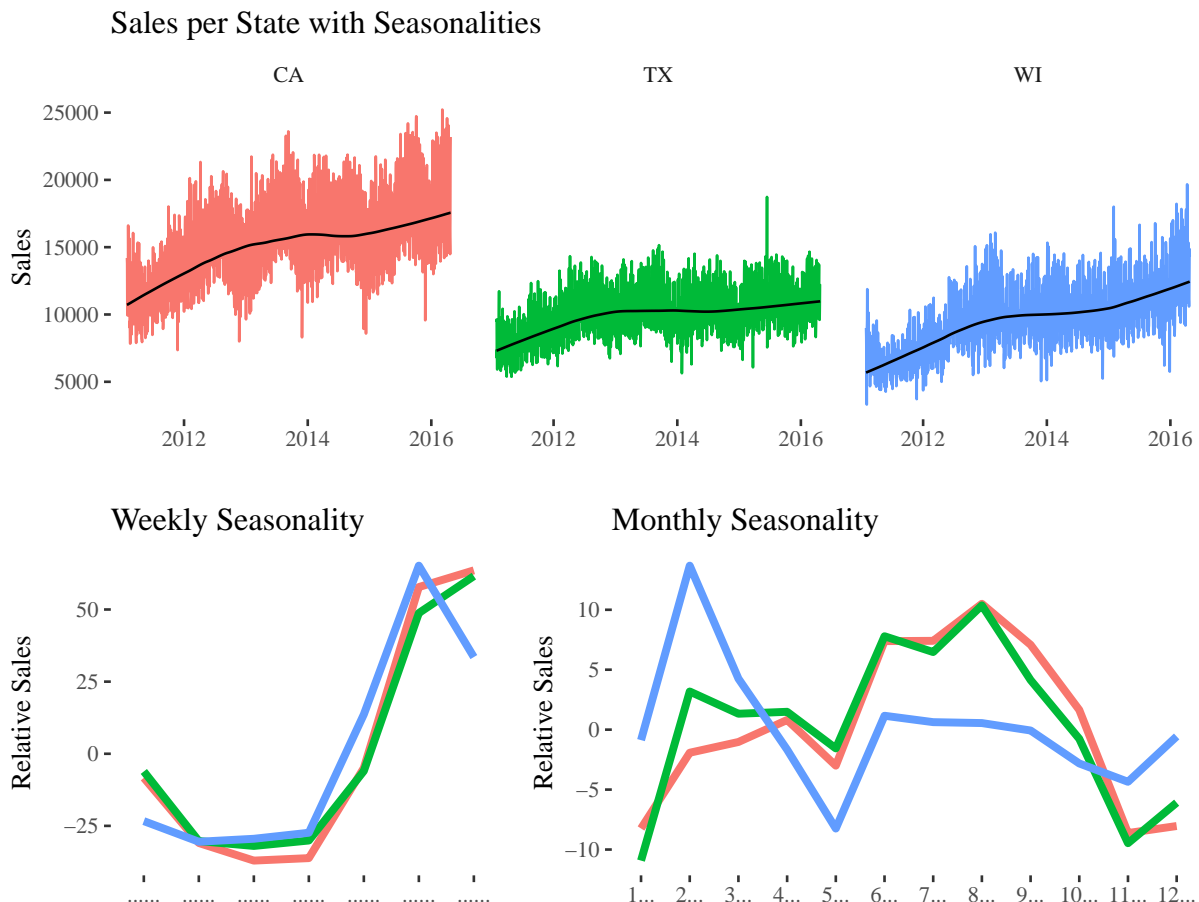 Sales per State with Seasonalities
CA TX WI
Sales
25000
20000
15000
10000
5000
2012 2014 2016 2012 2014 2016 2012 2014 2016
Weekly Seasonality Monthly Seasonality
Relative Sales
50
25
0
−25
...... ...... ...... ...... ...... ...... ......
Relative Sales
10
5
0
−5
−10
1... 2... 3... 4... 5... 6... 7... 8... 9... 10... 11... 12...